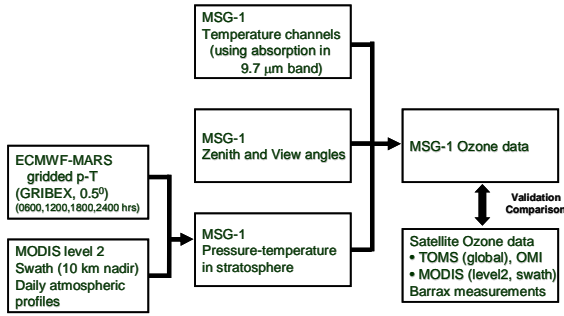 MSG-1
Temperature channels
(using absorption in
9.7 μm band)
MSG-1
Zenith and View angles
MSG-1 Ozone data
ECMWF-MARS
gridded p-T
(GRIBEX, 0.5⁰)
(0600,1200,1800,2400 hrs)
MSG-1
Pressure-temperature
in stratosphere
MODIS level 2
Swath (10 km nadir)
Daily atmospheric
profiles
Validation
Comparison
Satellite Ozone data
• TOMS (global), OMI
• MODIS (level2, swath)
Barrax measurements